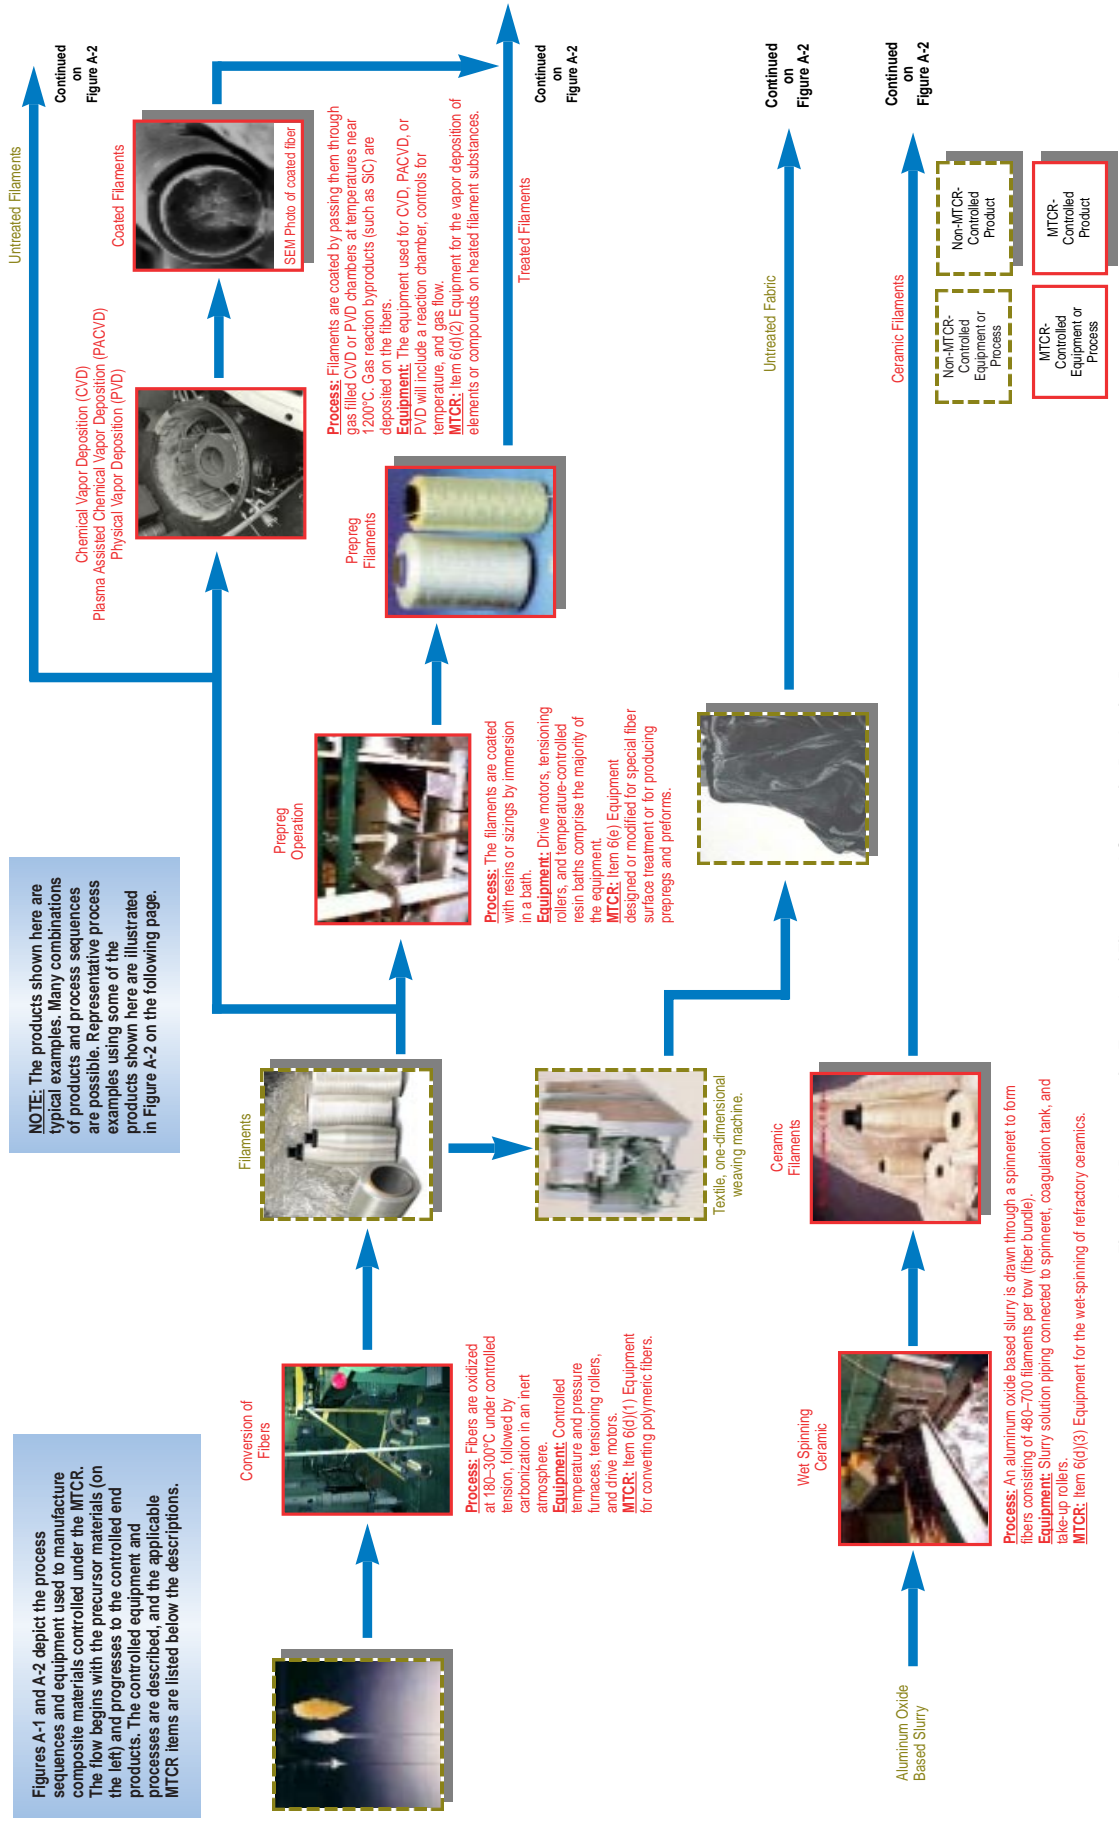 Figures A-1 and A-2 depict the process
sequences and equipment used to manufacture
composite materials controlled under the MTCR.
The flow begins with the precursor materials (on
the left) and progresses to the controlled end
products. The controlled equipment and
processes are described, and the applicable
MTCR items are listed below the descriptions.
NOTE: The products shown here are
typical examples. Many combinations
of products and process sequences
are possible. Representative process
examples using some of the
products shown here are illustrated
in Figure A-2 on the following page.
Untreated Filaments
Continued
on
Figure A-2
Chemical Vapor Deposition (CVD)
Plasma Assisted Chemical Vapor Deposition (PACVD)
Physical Vapor Deposition (PVD)
Coated Filaments
SEM Photo of coated fiber
Process: Filaments are coated by passing them through
gas filled CVD or PVD chambers at temperatures near
1200°C. Gas reaction byproducts (such as SiC) are
deposited on the fibers.
Equipment: The equipment used for CVD, PACVD, or
PVD will include a reaction chamber, controls for
temperature, and gas flow.
MTCR: Item 6(d)(2) Equipment for the vapor deposition of
elements or compounds on heated filament substances.
Conversion of
Fibers
Process: Fibers are oxidized
at 180–300°C under controlled
tension, followed by
carbonization in an inert
atmosphere.
Equipment: Controlled
temperature and pressure
furnaces, tensioning rollers,
and drive motors.
MTCR: Item 6(d)(1) Equipment
for converting polymeric fibers.
Filaments
Prepreg
Operation
Process: The filaments are coated
with resins or sizings by immersion
in a bath.
Equipment: Drive motors, tensioning
rollers, and temperature-controlled
resin baths comprise the majority of
the equipment.
MTCR: Item 6(e) Equipment
designed or modified for special fiber
surface treatment or for producing
prepregs and preforms.
Prepreg
Filaments
Treated Filaments
Continued
on
Figure A-2
Textile, one-dimensional
weaving machine.
Untreated Fabric
Continued
on
Figure A-2
Aluminum Oxide
Based Slurry
Wet Spinning
Ceramic
Process: An aluminum oxide based slurry is drawn through a spinneret to form
fibers consisting of 480–700 filaments per tow (fiber bundle).
Equipment: Slurry solution piping connected to spinneret, coagulation tank, and
take-up rollers.
MTCR: Item 6(d)(3) Equipment for the wet-spinning of refractory ceramics.
Ceramic
Filaments
Ceramic Filaments
Continued
on
Figure A-2
Non-MTCR-
Controlled
Equipment or
Process
Non-MTCR-
Controlled
Product
MTCR-
Controlled
Equipment or
Process
MTCR-
Controlled
Product